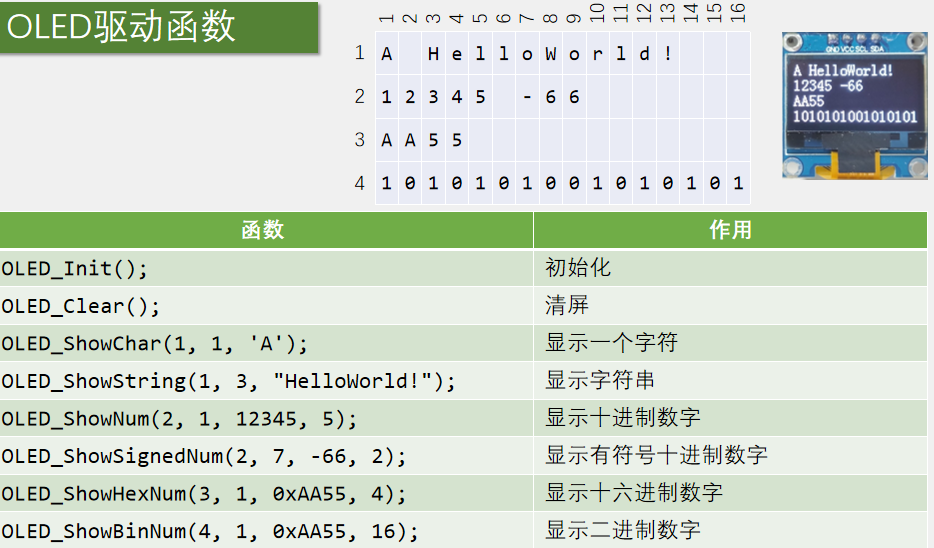 OLED驱动函数
1 2 3 4 5 6 7 8 9 10 11 12 13 14 15 16
1 A H e l l o W o r l d !
2 1 2 3 4 5 - 6 6
3 A A 5 5
4 1 0 1 0 1 0 1 0 0 1 0 1 0 1 0 1
GND VCC SCL SDA
A HelloWorld!
12345 -66
AA55
1010101001010101
函数 作用
OLED_Init(); 初始化
OLED_Clear(); 清屏
OLED_ShowChar(1, 1, 'A'); 显示一个字符
OLED_ShowString(1, 3, "HelloWorld!"); 显示字符串
OLED_ShowNum(2, 1, 12345, 5); 显示十进制数字
OLED_ShowSignedNum(2, 7, -66, 2); 显示有符号十进制数字
OLED_ShowHexNum(3, 1, 0xAA55, 4); 显示十六进制数字
OLED_ShowBinNum(4, 1, 0xAA55, 16); 显示二进制数字